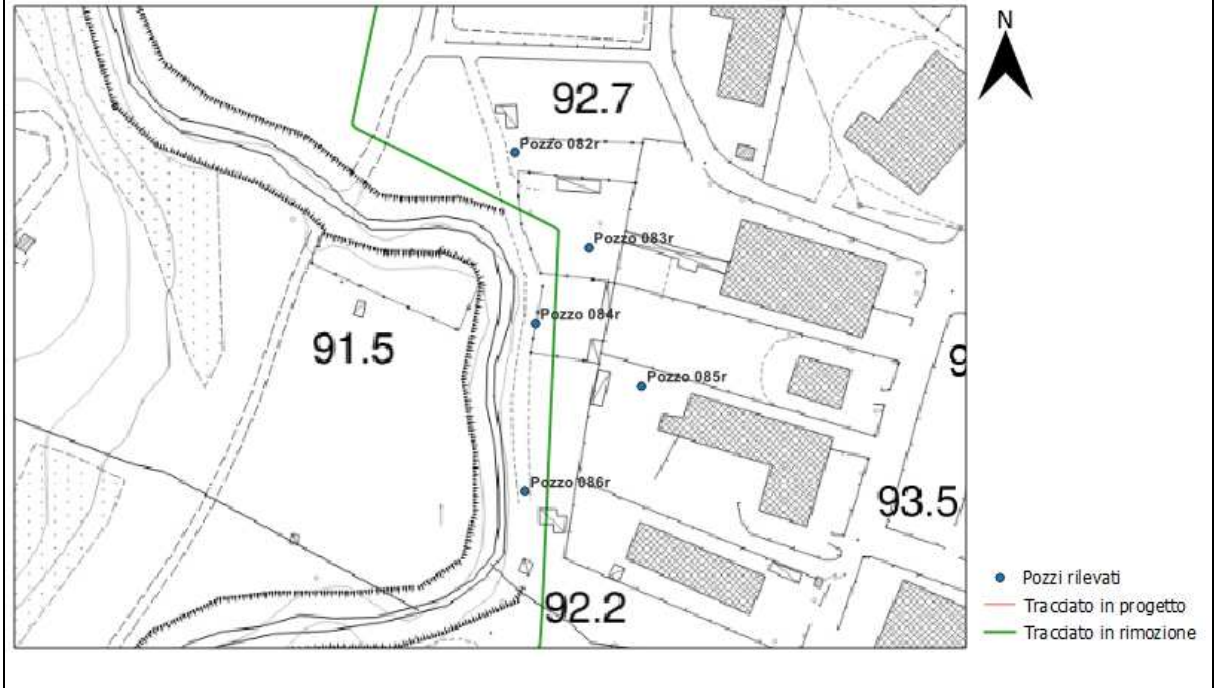 N
92.7
Pozzo 082r
Pozzo 083r
Pozzo 084r
91.5
9
Pozzo 085r
Pozzo 086r
93.5
92.2
Pozzi rilevati
Tracciato in progetto
Tracciato in rimozione